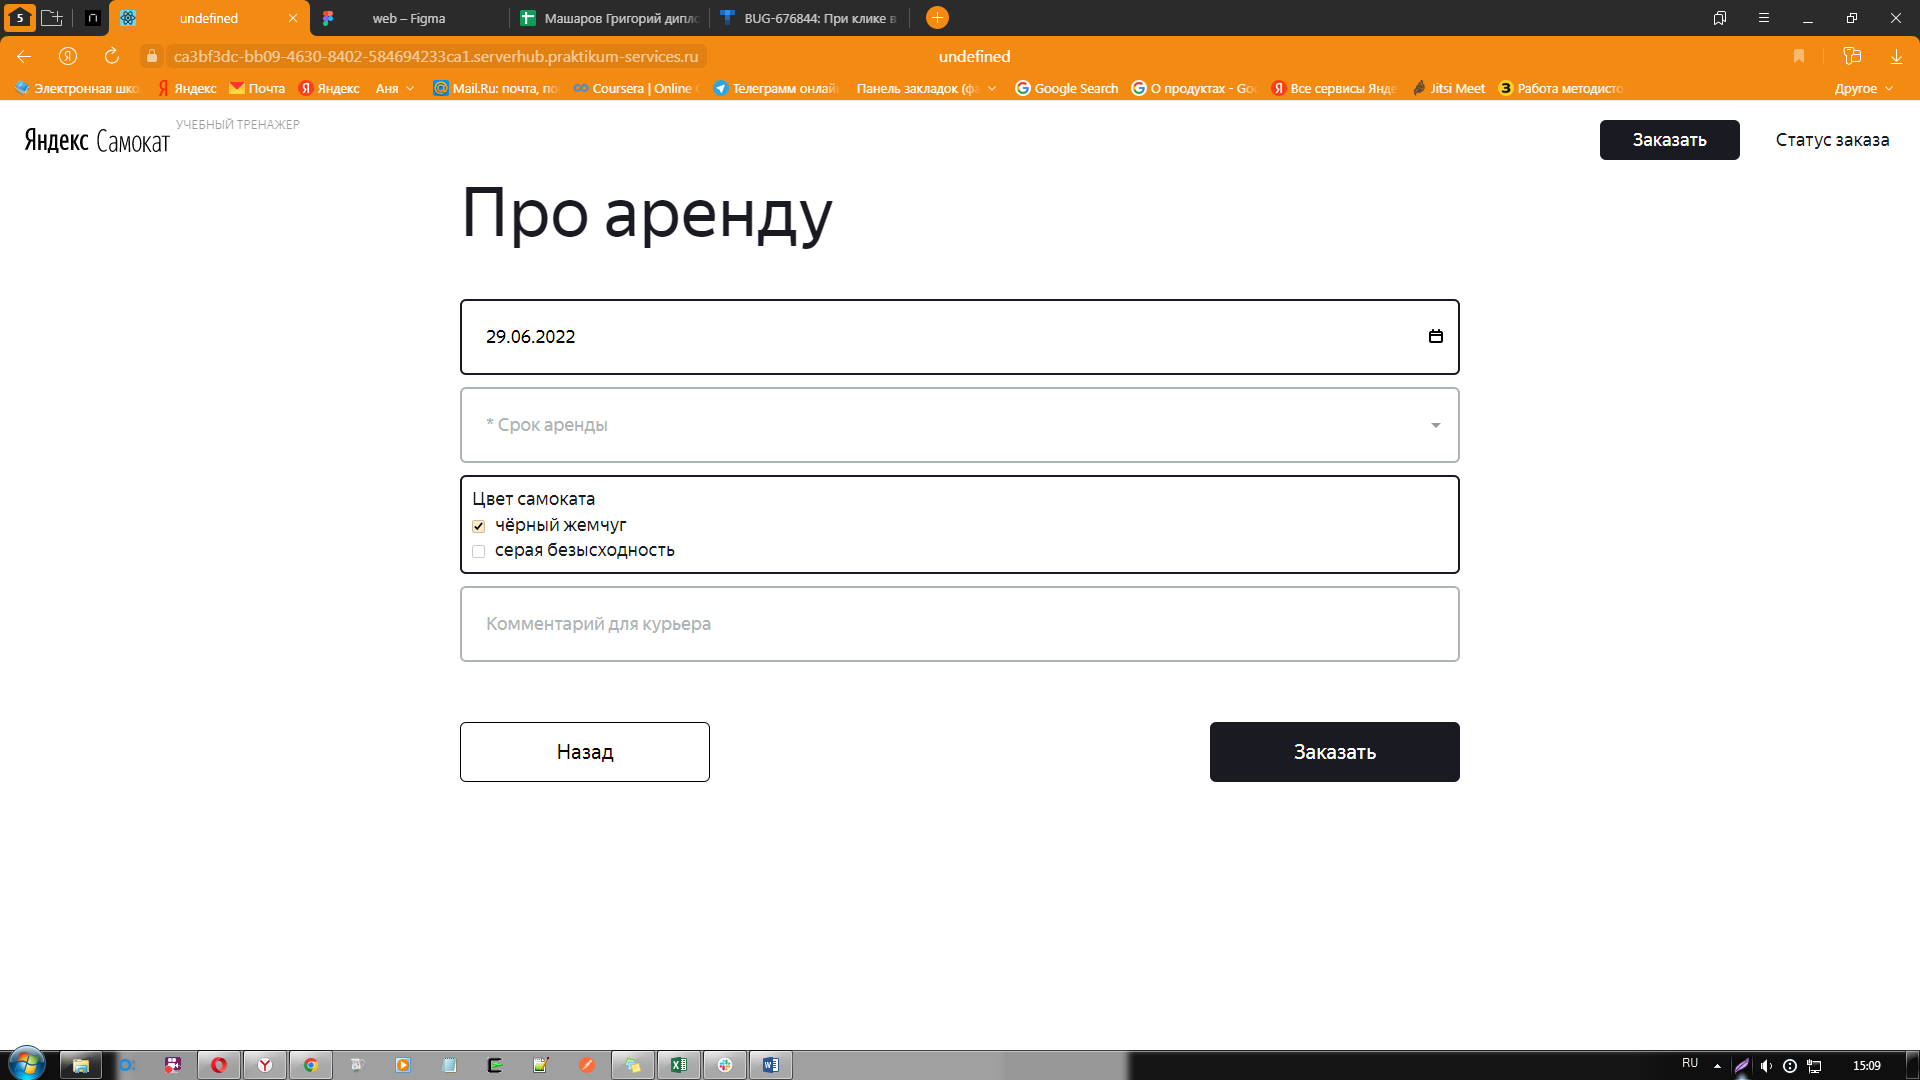 5
undefined
web – Figma
Машаров Григорий дипло
BUG-676844: При клике в
ca3bf3dc-bb09-4630-8402-584694233ca1.serverhub.praktikum-services.ru
undefined
Электронная шко
Яндекс
Почта
Яндекс
Аня
Mail.Ru: почта, по
Coursera | Online
Телеграмм онлай
Панель закладок (фа
Google Search
О продуктах - Goo
Все сервисы Янде
Jitsi Meet
Работа методисто
Другое
Яндекс Самокат
УЧЕБНЫЙ ТРЕНАЖЕР
Заказать
Статус заказа
Про аренду
29.06.2022
* Срок аренды
Цвет самоката
чёрный жемчуг
серая безысходность
Комментарий для курьера
Назад
Заказать
RU
15:09